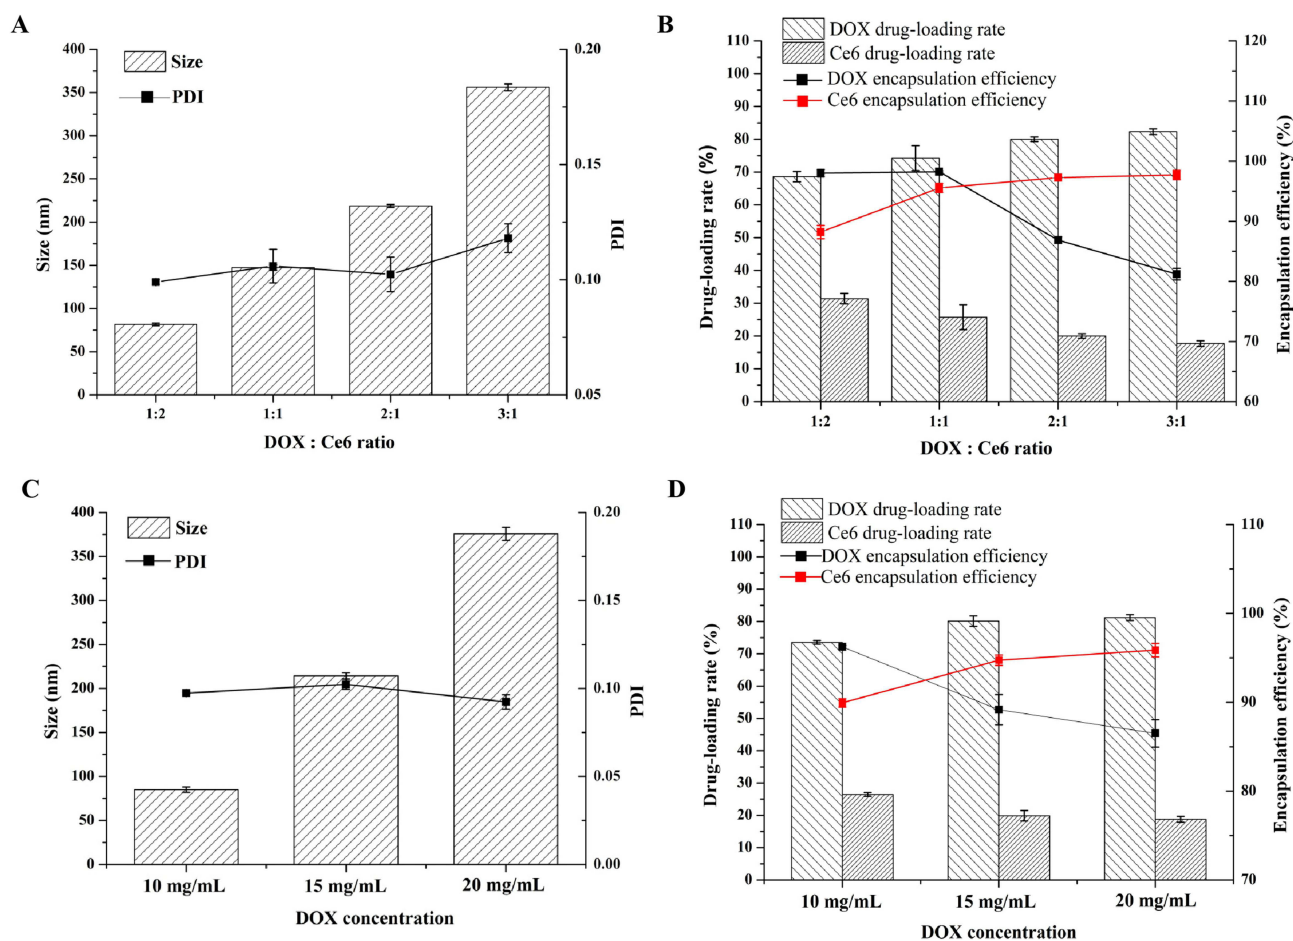 A
Size
PDI
400
350
300
250
200
150
100
50
0
0.20
0.15
0.10
0.05
Size (nm)
PDI
1:2 1:1 2:1 3:1
DOX : Ce6 ratio
B
DOX drug-loading rate
Ce6 drug-loading rate
DOX encapsulation efficiency
Ce6 encapsulation efficiency
110
100
90
80
70
60
50
40
30
20
10
0
120
110
100
90
80
70
60
Drug-loading rate (%)
Encapsulation efficiency (%)
1:2 1:1 2:1 3:1
DOX : Ce6 ratio
C
Size
PDI
400
350
300
250
200
150
100
50
0
0.20
0.15
0.10
0.05
0.00
Size (nm)
PDI
10 mg/mL 15 mg/mL 20 mg/mL
DOX concentration
D
DOX drug-loading rate
Ce6 drug-loading rate
DOX encapsulation efficiency
Ce6 encapsulation efficiency
110
100
90
80
70
60
50
40
30
20
10
0
110
100
90
80
70
Drug-loading rate (%)
Encapsulation efficiency (%)
10 mg/mL 15 mg/mL 20 mg/mL
DOX concentration